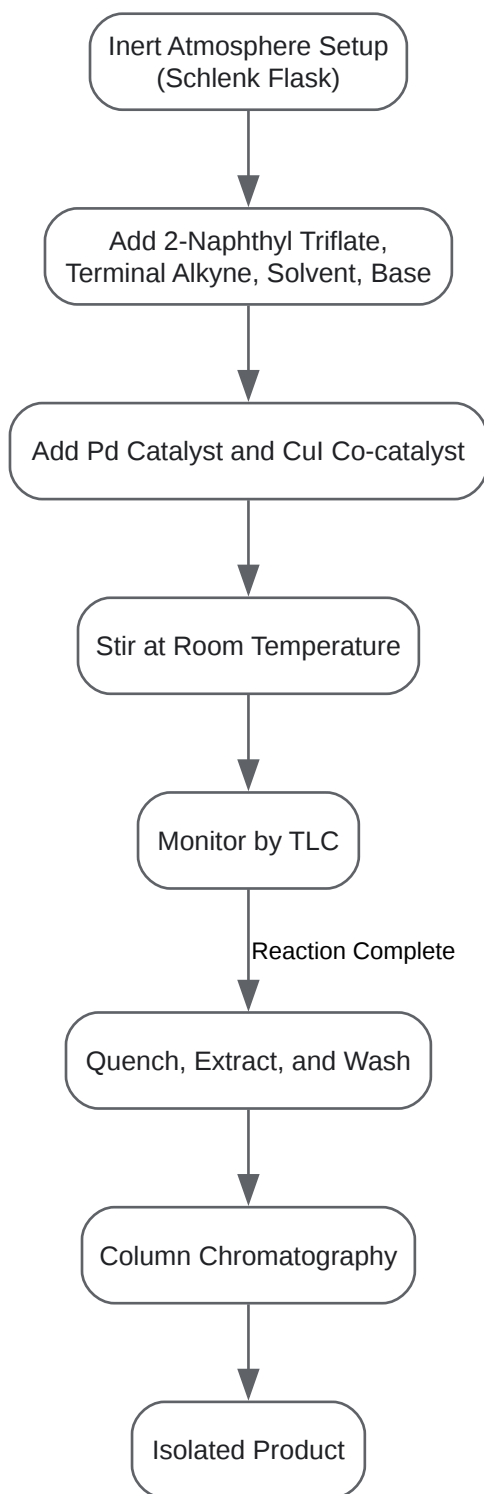 Inert Atmosphere Setup
(Schlenk Flask)
Add 2-Naphthyl Triflate,
Terminal Alkyne, Solvent, Base
Add Pd Catalyst and CuI Co-catalyst
Stir at Room Temperature
Monitor by TLC
Reaction Complete
Quench, Extract, and Wash
Column Chromatography
Isolated Product